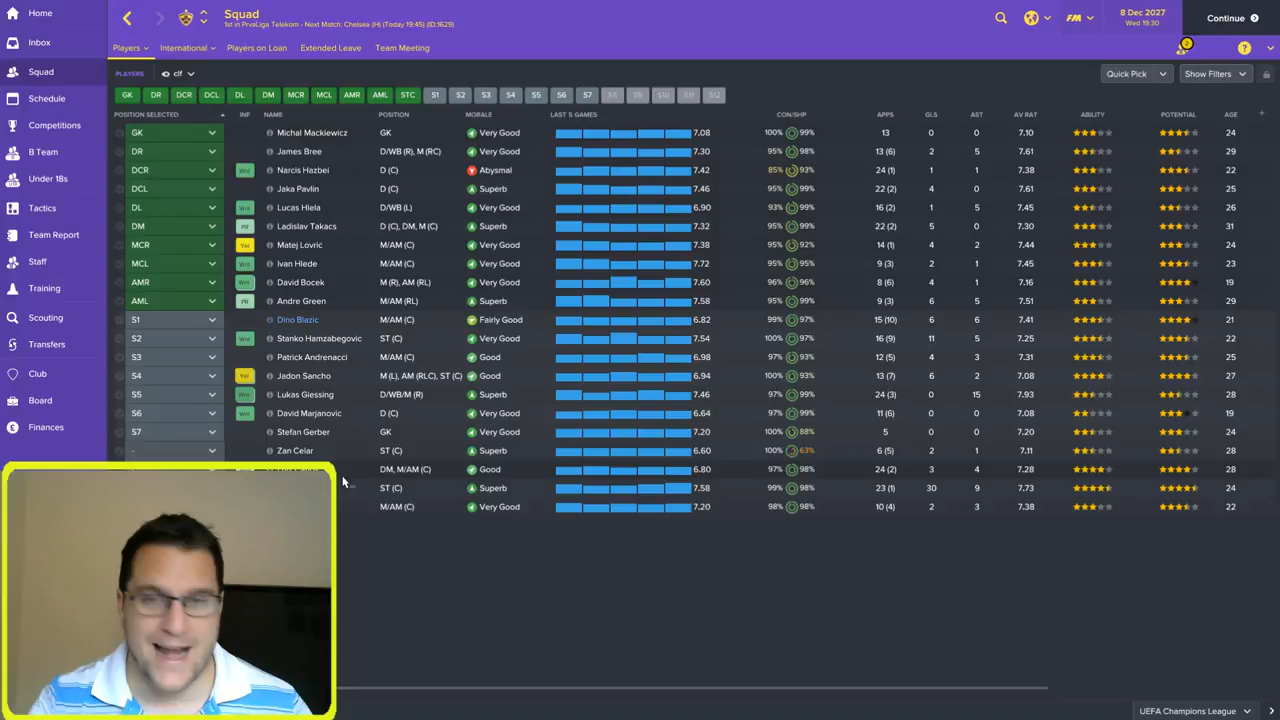 Home
Inbox
Squad
Schedule
Competitions
B Team
Under 18s
Tactics
Team Report
Staff
Training
Scouting
Transfers
Club
Board
Finances
Squad
1st in PrvaLiga Telekom - Next Match: Chelsea (H) (Today 19:45) (ID:1629)
FM
8 Dec 2027
Wed 19:30
Continue
Players International Players on Loan Extended Leave Team Meeting
2 ?
PLAYERS clf Quick Pick Show Filters
GK DR DCR DCL DL DM MCR MCL AMR AML STC S1 S2 S3 S4 S5 S6 S7 S8 S9 S10 S11 S12
POSITION SELECTED INF NAME POSITION MORALE LAST 5 GAMES CON/SHP APPS GLS AST AV RAT ABILITY POTENTIAL AGE
GK Michal Mackiewicz GK Very Good 7.08 100% 99% 13 0 0 7.10 24
DR James Bree D/WB (R), M (RC) Very Good 7.30 95% 98% 13 (6) 2 5 7.61 29
DCR Wnt Narcis Hazbei D (C) Abysmal 7.42 85% 93% 24 (1) 1 1 7.38 22
DCL Jaka Pavlin D (C) Superb 7.46 95% 99% 22 (2) 4 0 7.61 25
DL Wnt Lucas Hlela D/WB (L) Very Good 6.90 93% 99% 16 (2) 1 5 7.45 26
DM PR Ladislav Takacs D (C), DM, M (C) Superb 7.32 95% 99% 22 (2) 5 0 7.30 31
MCR Yel Matej Lovric M/AM (C) Very Good 7.38 95% 92% 14 (1) 4 2 7.44 24
MCL Wnt Ivan Hlede M/AM (C) Very Good 7.72 95% 95% 9 (3) 2 1 7.45 23
AMR Wnt David Bocek M (R), AM (RL) Very Good 7.60 96% 96% 8 (6) 4 1 7.16 19
AML PR Andre Green M/AM (RL) Superb 7.58 95% 99% 9 (3) 6 5 7.51 29
S1 Dino Blazic M/AM (C) Fairly Good 6.82 99% 97% 15 (10) 6 6 7.41 21
S2 Wnt Stanko Hamzabegovic ST (C) Very Good 7.54 100% 97% 16 (9) 11 5 7.25 22
S3 Patrick Andrenacci M/AM (C) Good 6.98 97% 93% 12 (5) 4 3 7.31 25
S4 Yel Jadon Sancho M (L), AM (RLC), ST (C) Good 6.94 100% 93% 13 (7) 6 2 7.08 27
S5 Wnt Lukas Giessing D/WB/M (R) Superb 7.46 97% 99% 24 (3) 0 15 7.93 28
S6 Wnt David Marjanovic D (C) Very Good 6.64 97% 99% 11 (6) 0 0 7.08 19
S7 Stefan Gerber GK Very Good 7.20 100% 88% 5 0 0 7.20 24
- Zan Celar ST (C) Superb 6.60 100% 63% 6 (5) 2 1 7.11 28
DM, M/AM (C) Good 6.80 97% 98% 24 (2) 3 4 7.28 28
ST (C) Superb 7.58 99% 98% 23 (1) 30 9 7.73 24
M/AM (C) Very Good 7.20 98% 98% 10 (4) 2 3 7.38 22
UEFA Champions League